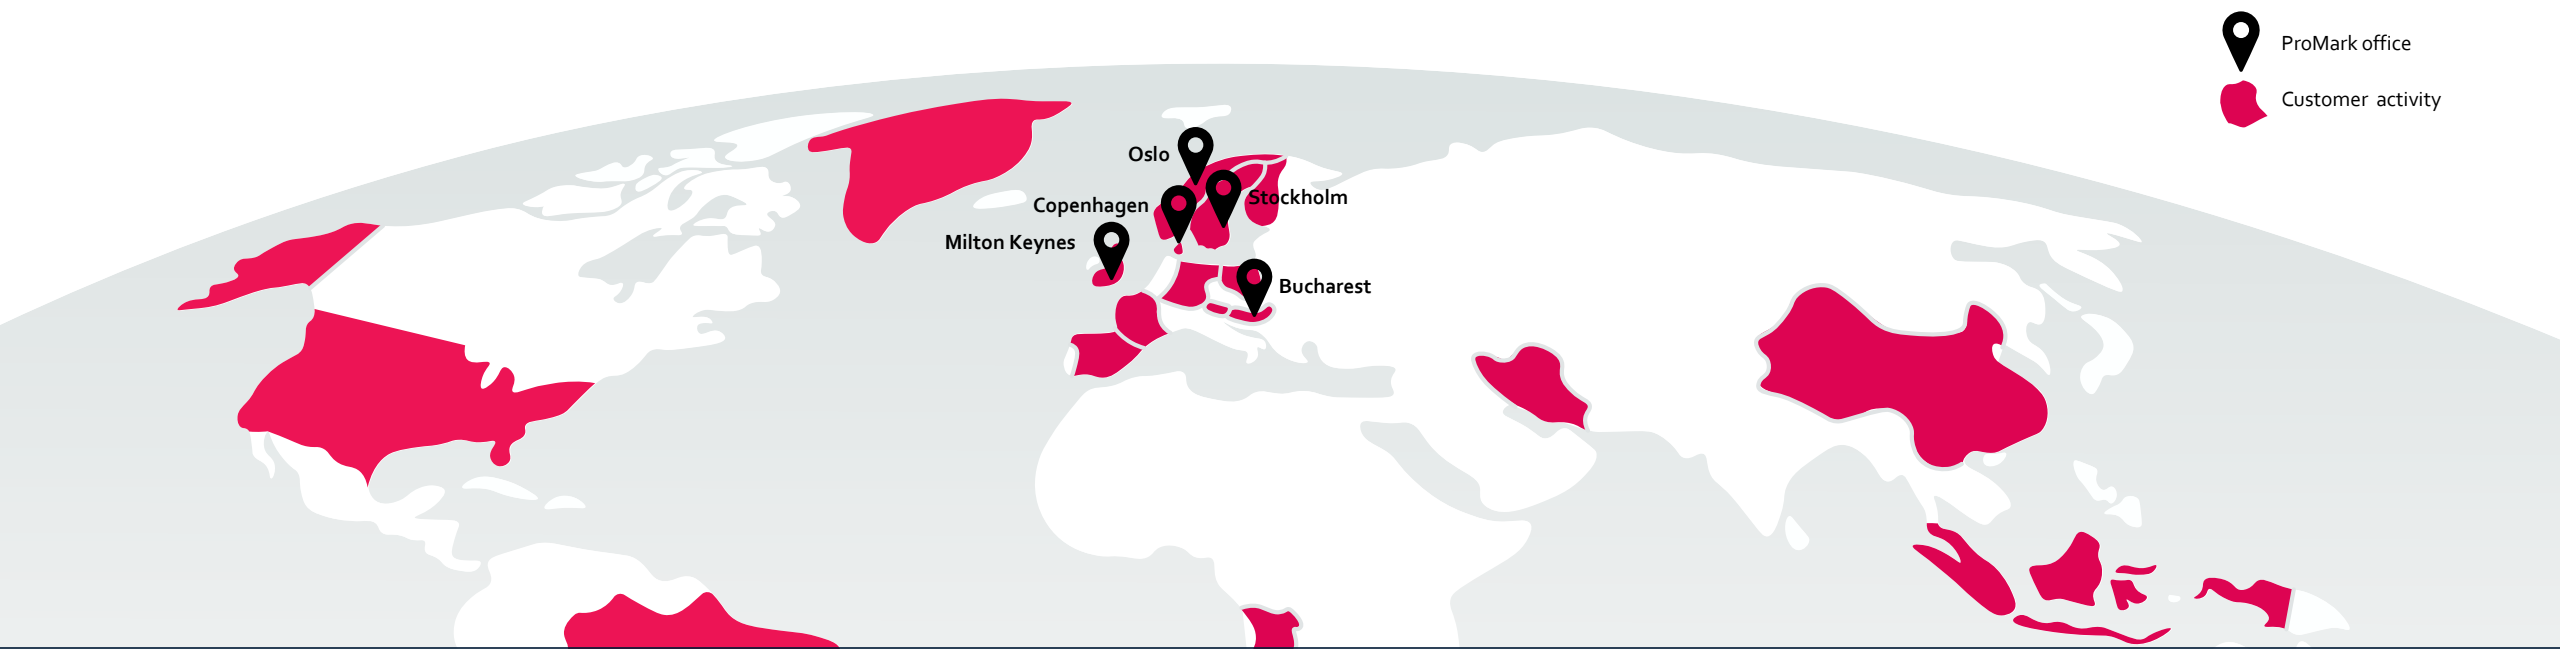 ProMark office
Customer activity
Oslo
Stockholm
Copenhagen
Milton Keynes
Bucharest